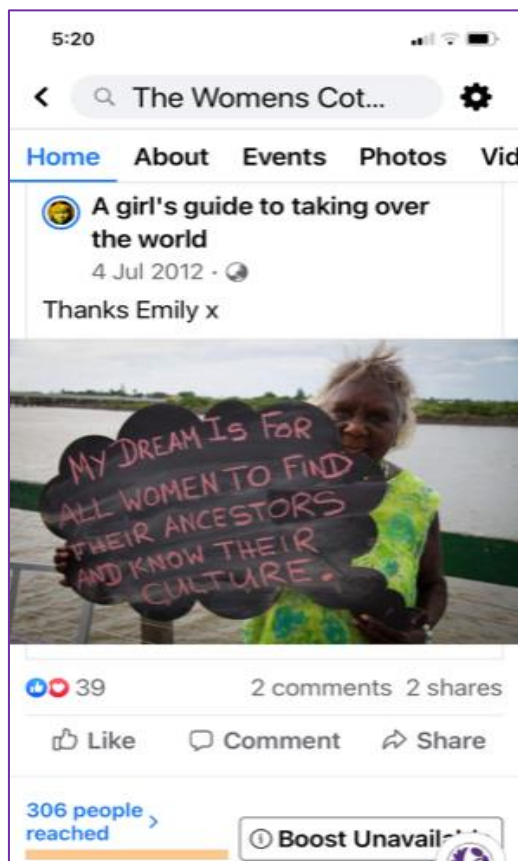 5:20
The Womens Cot...
Home About Events Photos Vid
A girl's guide to taking over
the world
4 Jul 2012 ·
Thanks Emily x
MY DREAM IS FOR
ALL WOMEN TO FIND
THEIR ANCESTORS
AND KNOW THEIR
CULTURE.
39 2 comments 2 shares
Like Comment Share
306 people
reached
Boost